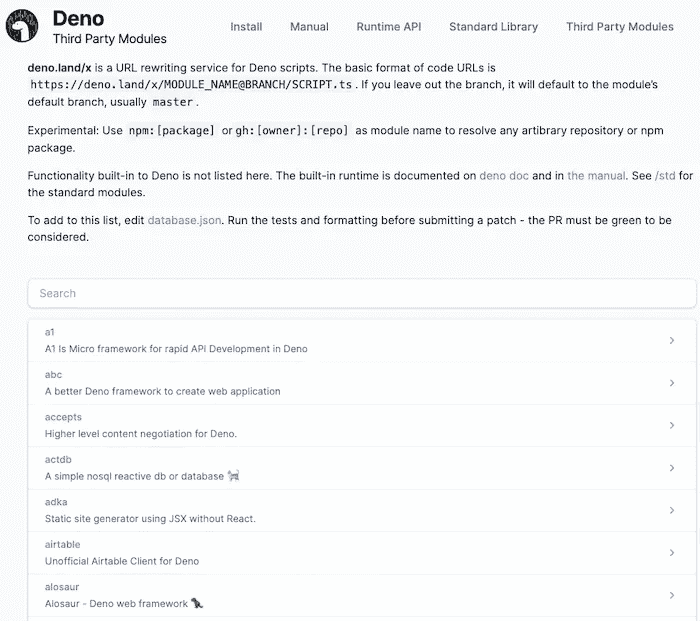 Deno
Third Party Modules
Install Manual Runtime API Standard Library Third Party Modules
deno.land/x is a URL rewriting service for Deno scripts. The basic format of code URLs is
https://deno.land/x/MODULE_NAME@BRANCH/SCRIPT.ts. If you leave out the branch, it will default to the module's
default branch, usually master.
Experimental: Use npm:[package] or gh:[owner]:[repo] as module name to resolve any artibrary repository or npm
package.
Functionality built-in to Deno is not listed here. The built-in runtime is documented on deno doc and in the manual. See /std for
the standard modules.
To add to this list, edit database.json. Run the tests and formatting before submitting a patch - the PR must be green to be
considered.
Search
a1
A1 Is Micro framework for rapid APi Development in Deno
abc
A better Deno framework to create web application
accepts
Higher level content negotiation for Deno.
actdb
A simple nosql reactive db or database 🐈
adka
Static site generator using JSX without React.
airtable
Unofficial Airtable Client for Deno
alosaur
Alosaur - Deno web framework 🦖